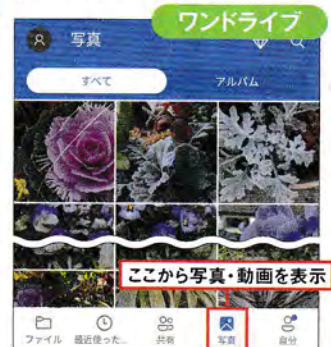 ワンドライブ
写真
すべて
アルバム
ここから写真・動画を表示
ファイル
最近使った...
共有
写真
自分